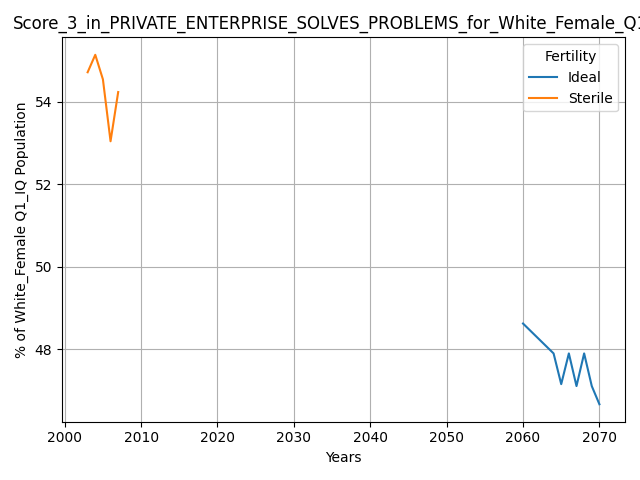 Score_3_in_PRIVATE_ENTERPRISE_SOLVES_PROBLEMS_for_White_Female_Q1
Fertility
Ideal
Sterile
% of White_Female Q1_IQ Population
54
52
50
48
2000 2010 2020 2030 2040 2050 2060 2070
Years